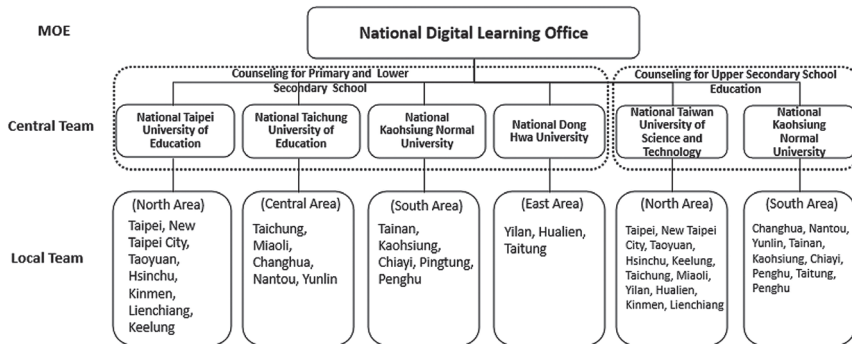 MOE
National Digital Learning Office
Counseling for Primary and Lower
Secondary School
Counseling for Upper Secondary School
Education
Central Team
National Taipei
University of
Education
National Taichung
University of
Education
National
Kaohsiung Normal
University
National Dong
Hwa University
National Taiwan
University of
Science and
Technology
National
Kaohsiung
Normal
University
Local Team
(North Area)
Taipei, New
Taipei City,
Taoyuan,
Hsinchu,
Kinmen,
Lienchiang,
Keelung
(Central Area)
Taichung,
Miaoli,
Changhua,
Nantou, Yunlin
(South Area)
Tainan,
Kaohsiung,
Chiayi, Pingtung,
Penghu
(East Area)
Yilan, Hualien,
Taitung
(North Area)
Taipei, New Taipei
City, Taoyuan,
Hsinchu, Keelung,
Taichung, Miaoli,
Yilan, Hualien,
Kinmen, Lienchiang
(South Area)
Changhua, Nantou,
Yunlin, Tainan,
Kaohsiung, Chiayi,
Penghu, Taitung,
Penghu